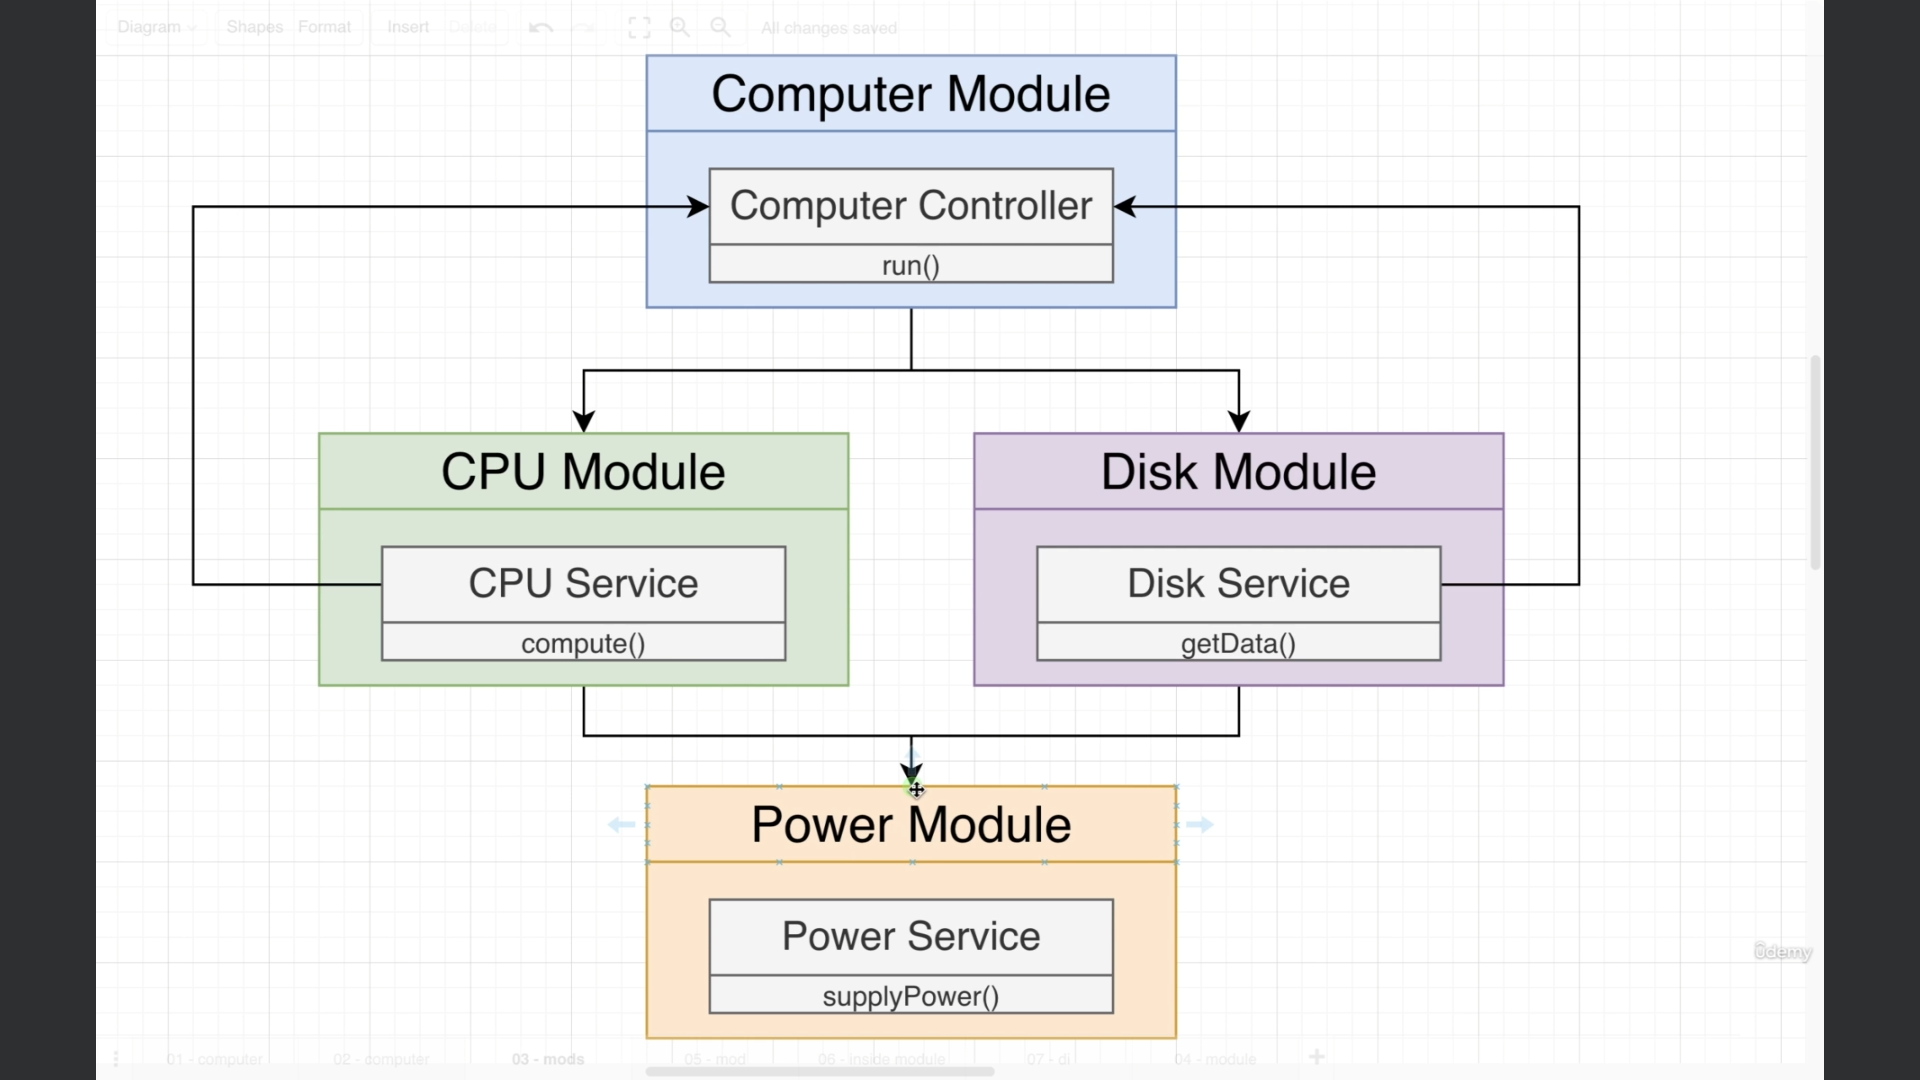 Diagram Shapes Format Insert Delete All changes saved
Computer Module
Computer Controller
run()
CPU Module
Disk Module
CPU Service
Disk Service
compute()
getData()
Power Module
Power Service
supplyPower()
ûdemy
01 - computer 02 - computer 03 - mods 05 - mod 06 - inside module 07 - di 04 - module